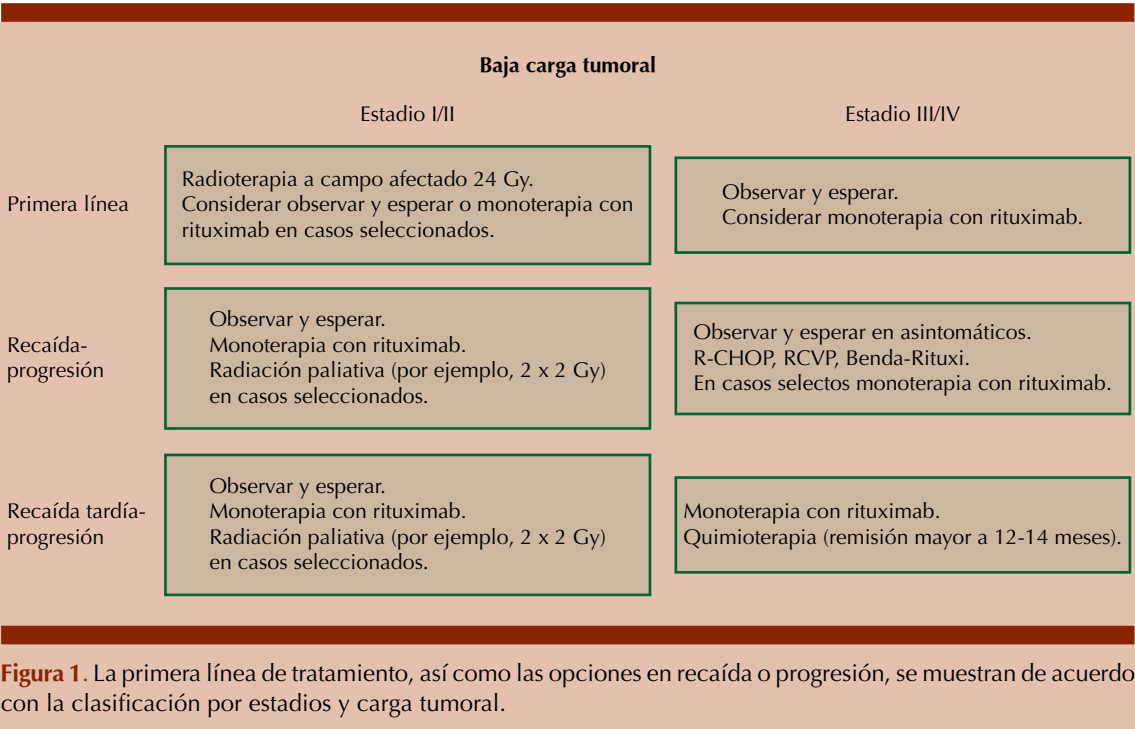 Baja carga tumoral
Estadio I/II
Estadio III/IV
Primera línea
Radioterapia a campo afectado 24 Gy.
Considerar observar y esperar o monoterapia con
rituximab en casos seleccionados.
Observar y esperar.
Considerar monoterapia con rituximab.
Recaída-
progresión
Observar y esperar.
Monoterapia con rituximab.
Radiación paliativa (por ejemplo, 2 x 2 Gy)
en casos seleccionados.
Observar y esperar en asintomáticos.
R-CHOP, RCVP, Benda-Rituxi.
En casos selectos monoterapia con rituximab.
Recaída tardía-
progresión
Observar y esperar.
Monoterapia con rituximab.
Radiación paliativa (por ejemplo, 2 x 2 Gy)
en casos seleccionados.
Monoterapia con rituximab.
Quimioterapia (remisión mayor a 12-14 meses).
Figura 1. La primera línea de tratamiento, así como las opciones en recaída o progresión, se muestran de acuerdo
con la clasificación por estadios y carga tumoral.